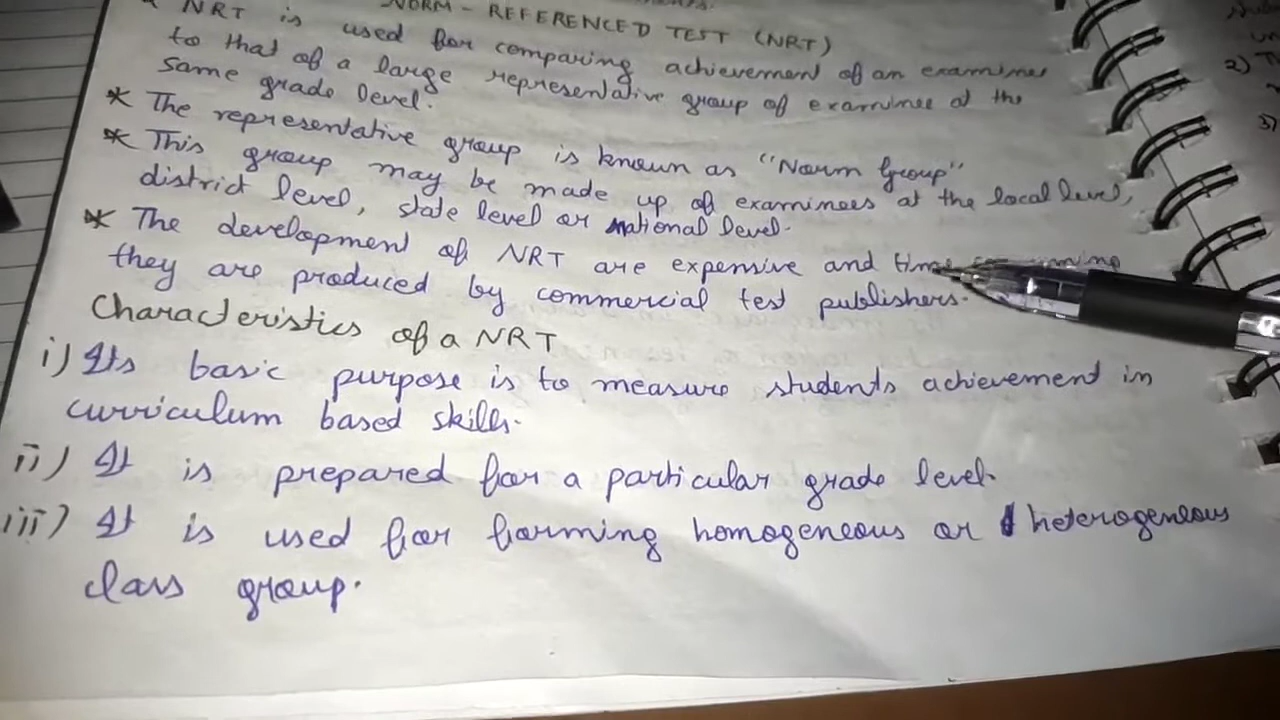 NORM - REFERENCED TEST (NRT)
* NRT is used for comparing achievement of an examinee
to that of a large representative group of examinee at the
same grade level.
* The representative group is known as "Norm Group"
* This group may be made up of examinees at the local level,
district level, state level or national level.
* The development of NRT are expensive and time consuming
they are produced by commercial test publishers.
Characteristics of a NRT
i) Its basic purpose is to measure students achievement in
curriculum based skills.
ii) It is prepared for a particular grade level.
iii) It is used for forming homogeneous or heterogeneous
class group.
2)
3)